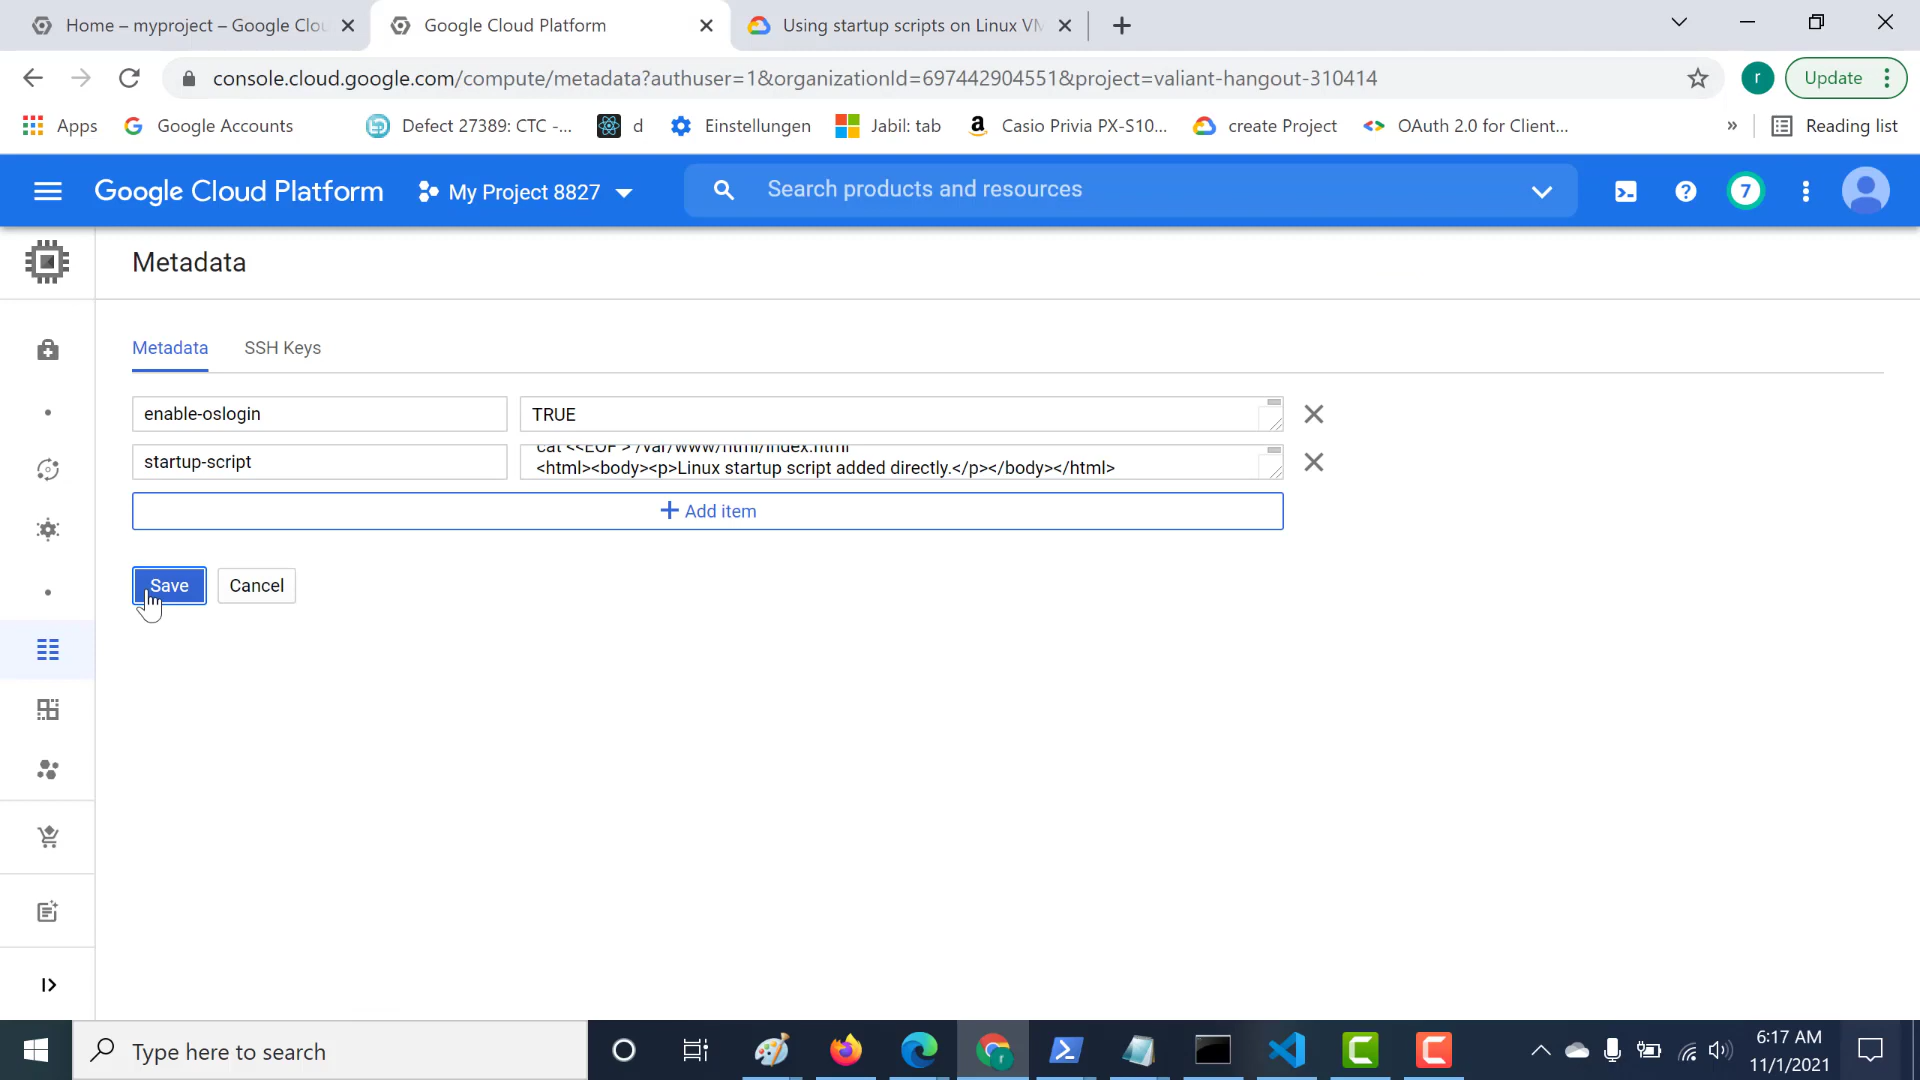 Home – myproject – Google Clou
Google Cloud Platform
Using startup scripts on Linux VM
console.cloud.google.com/compute/metadata?authuser=1&organizationId=697442904551&project=valiant-hangout-310414
r
Update
Apps
Google Accounts
Defect 27389: CTC -...
d
Einstellungen
Jabil: tab
Casio Privia PX-S10...
create Project
OAuth 2.0 for Client...
»
Reading list
Google Cloud Platform
My Project 8827
Search products and resources
7
Metadata
Metadata
SSH Keys
enable-oslogin
TRUE
startup-script
cat <<EOF > /var/www/html/index.html
<html><body><p>Linux startup script added directly.</p></body></html>
Add item
Save
Cancel
Type here to search
6:17 AM
11/1/2021